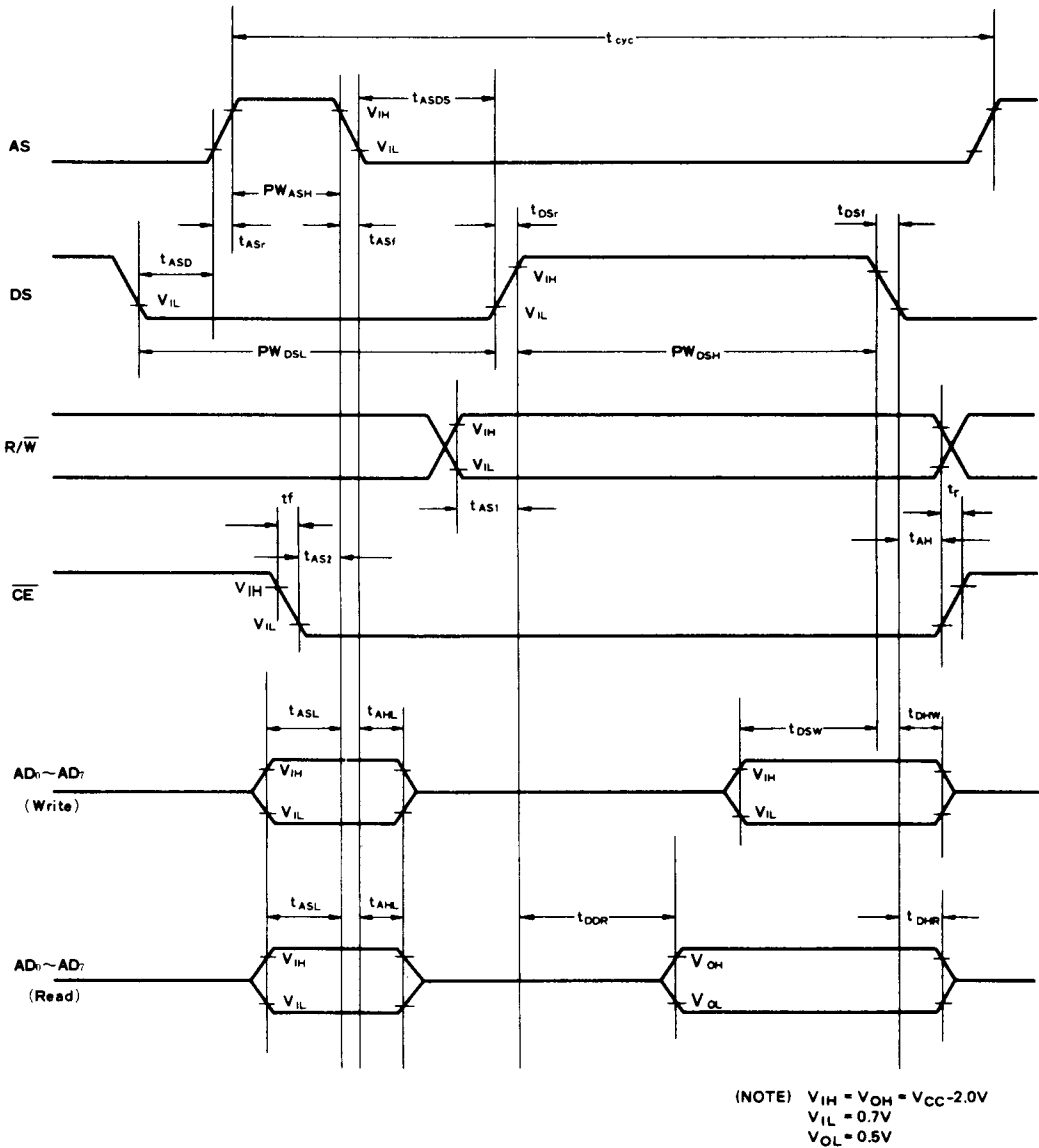 tcyc
tASDS
VIH
AS
VIL
PWASH
tDSr
tDSf
tASr
tASf
tASD
VIH
DS
VIL
VIL
PWDSL
PWDSH
VIH
R/W̅
VIL
tf
tAS1
tr
tAS2
tAH
C̅E̅
VIH
VIL
tASL
tAHL
tDSW
tDHW
AD0~AD7
VIH
VIH
(Write)
VIL
VIL
tASL
tAHL
tDDR
tDHR
AD0~AD7
VIH
VOH
(Read)
VIL
VOL
(NOTE) VIH = VOH = VCC-2.0V
VIL = 0.7V
VOL = 0.5V